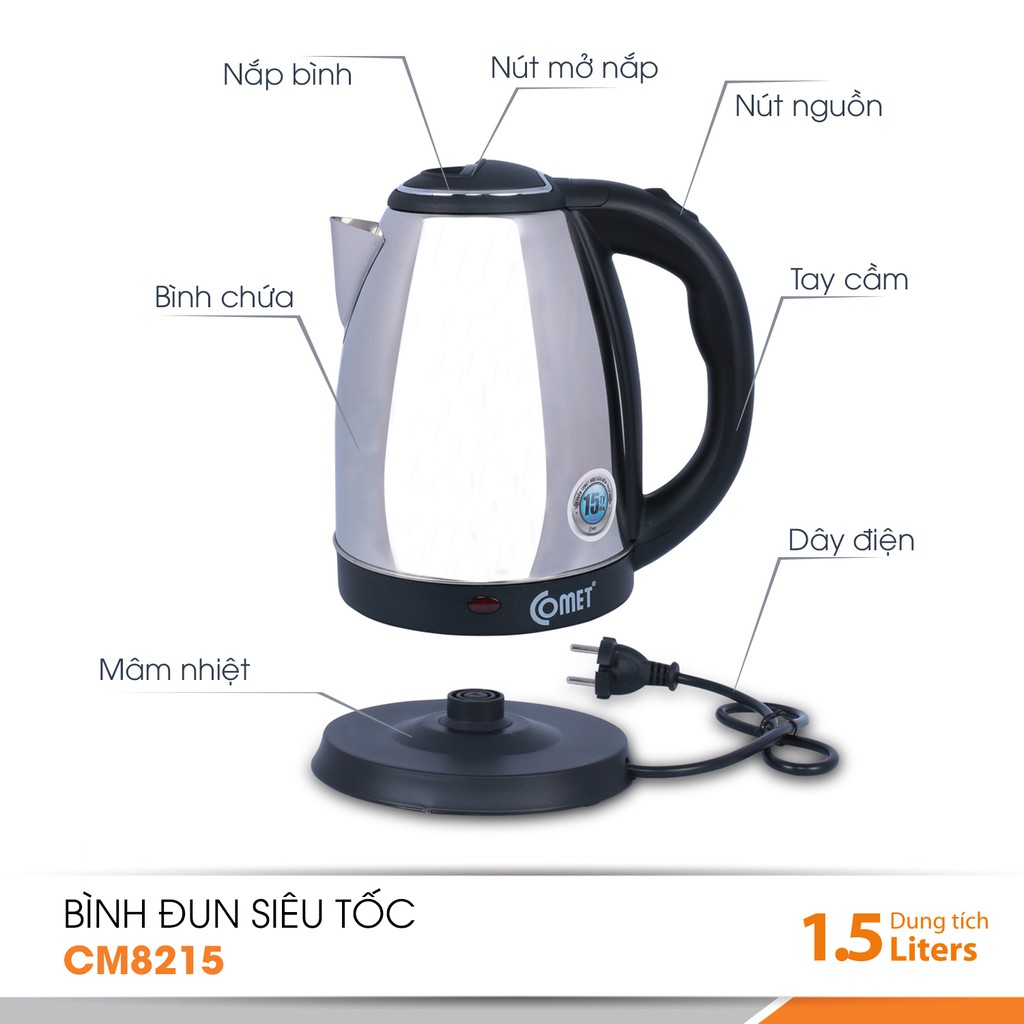 Nắp bình
Nút mở nắp
Nút nguồn
Bình chứa
Tay cầm
15
COMET®
Dây điện
Mâm nhiệt
BÌNH ĐUN SIÊU TỐC
CM8215
1.5 Dung tích
Liters